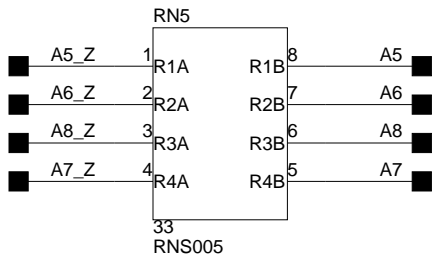 RN5
A5_Z 1 R1A R1B 8 A5
A6_Z 2 R2A R2B 7 A6
A8_Z 3 R3A R3B 6 A8
A7_Z 4 R4A R4B 5 A7
33
RNS005